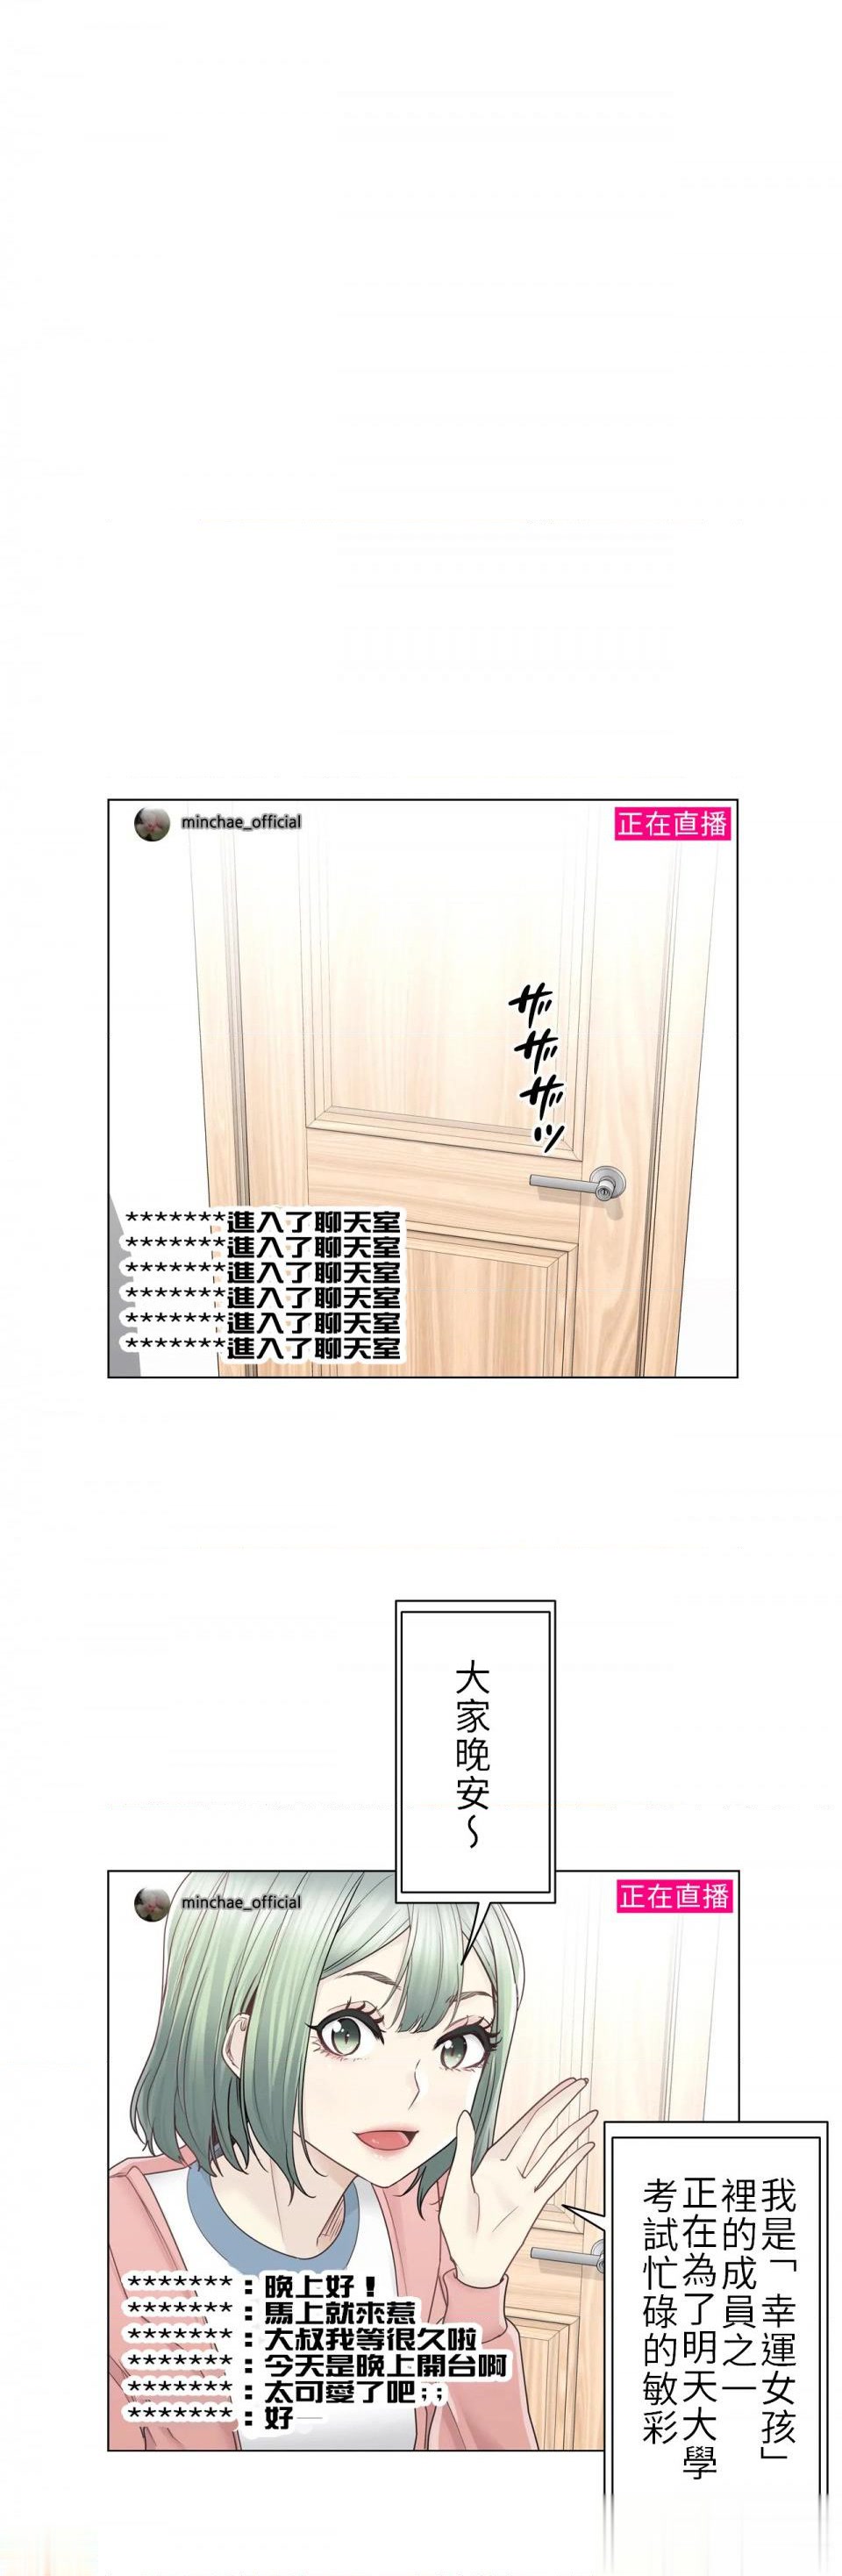 minchae_official
正在直播
ザザザッ
*******進入了聊天室
*******進入了聊天室
*******進入了聊天室
*******進入了聊天室
*******進入了聊天室
*******進入了聊天室
大家晚安～
minchae_official
正在直播
我是「幸運女孩」
裡的成員之一
正在為了明天大學
考試忙碌的敏彩
*******：晚上好！
*******：馬上就來惹
*******：大叔我等很久啦
*******：今天是晚上開台啊
*******：太可愛了吧;;
*******：好—